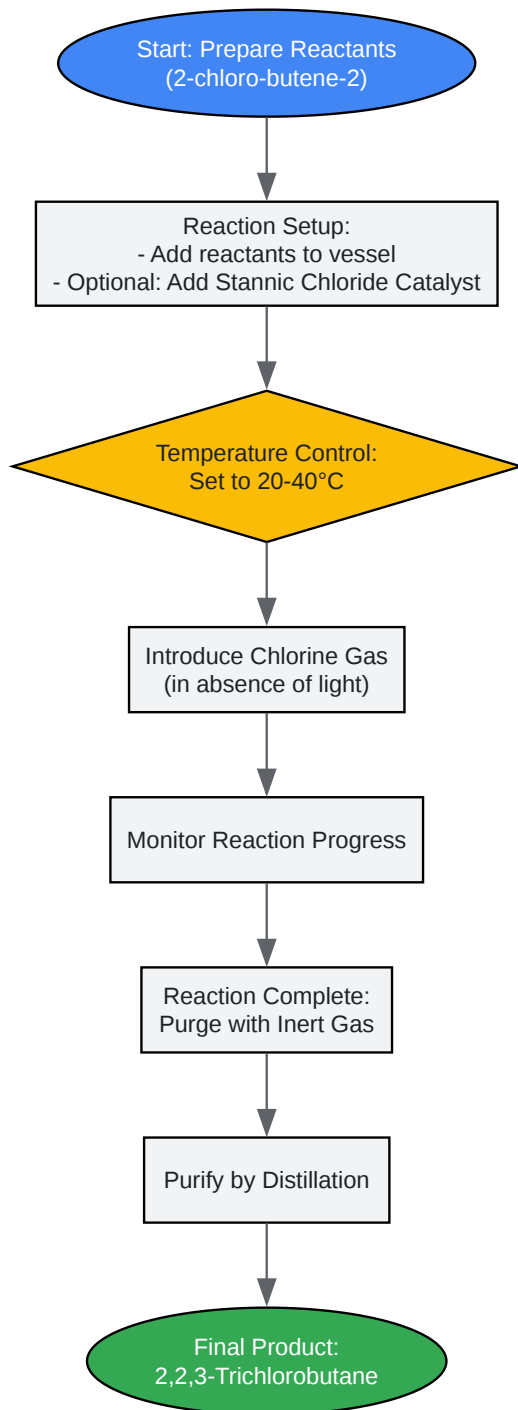 Start: Prepare Reactants
(2-chloro-butene-2)
Reaction Setup:
- Add reactants to vessel
- Optional: Add Stannic Chloride Catalyst
Temperature Control:
Set to 20-40°C
Introduce Chlorine Gas
(in absence of light)
Monitor Reaction Progress
Reaction Complete:
Purge with Inert Gas
Purify by Distillation
Final Product:
2,2,3-Trichlorobutane